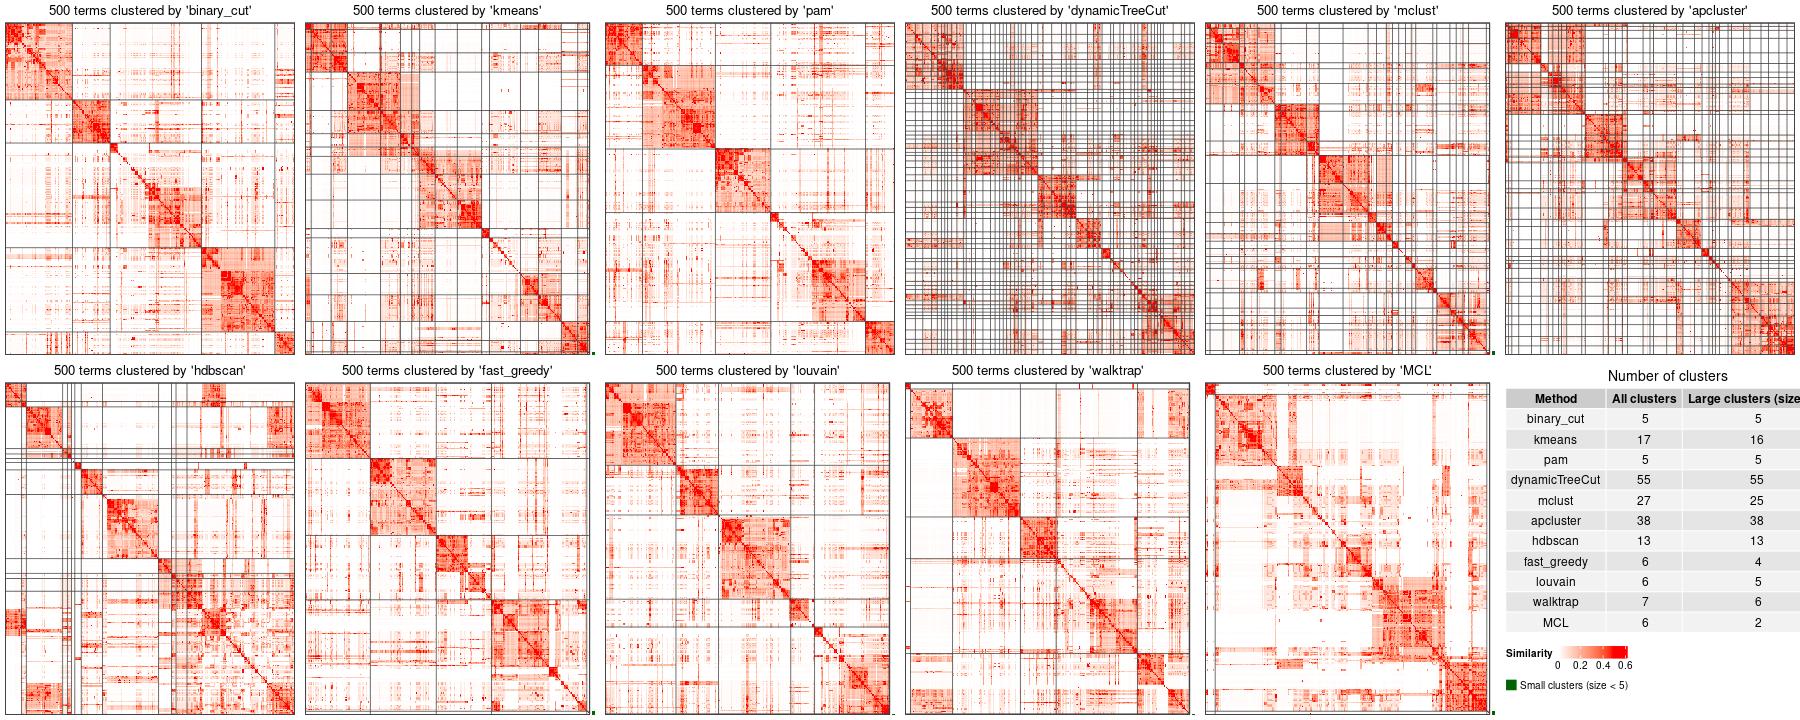 500 terms clustered by 'binary_cut'
500 terms clustered by 'kmeans'
500 terms clustered by 'pam'
500 terms clustered by 'dynamicTreeCut'
500 terms clustered by 'mclust'
500 terms clustered by 'apcluster'
500 terms clustered by 'hdbscan'
500 terms clustered by 'fast_greedy'
500 terms clustered by 'louvain'
500 terms clustered by 'walktrap'
500 terms clustered by 'MCL'
Number of clusters
Method All clusters Large clusters (size
binary_cut 5 5
kmeans 17 16
pam 5 5
dynamicTreeCut 55 55
mclust 27 25
apcluster 38 38
hdbscan 13 13
fast_greedy 6 4
louvain 6 5
walktrap 7 6
MCL 6 2
Similarity
0 0.2 0.4 0.6
Small clusters (size < 5)